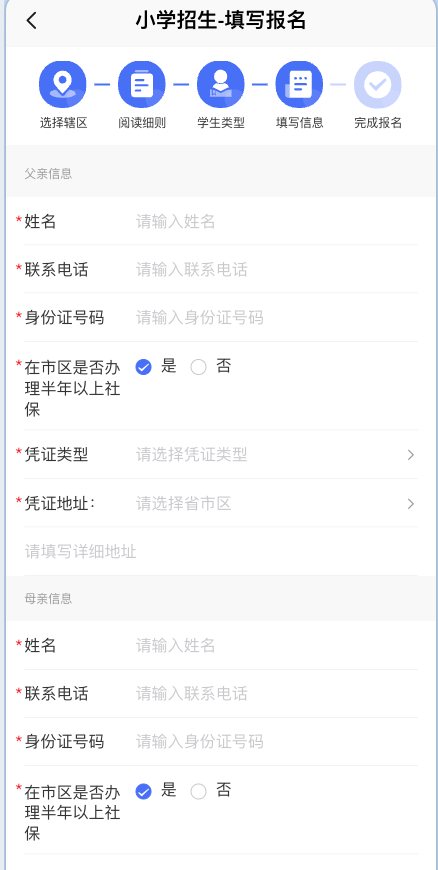 小学招生-填写报名
选择辖区 阅读细则 学生类型 填写信息 完成报名
父亲信息
*姓名 请输入姓名
*联系电话 请输入联系电话
*身份证号码 请输入身份证号码
*在市区是否办 是 否
理半年以上社
保
*凭证类型 请选择凭证类型
*凭证地址: 请选择省市区
请填写详细地址
母亲信息
*姓名 请输入姓名
*联系电话 请输入联系电话
*身份证号码 请输入身份证号码
*在市区是否办 是 否
理半年以上社
保